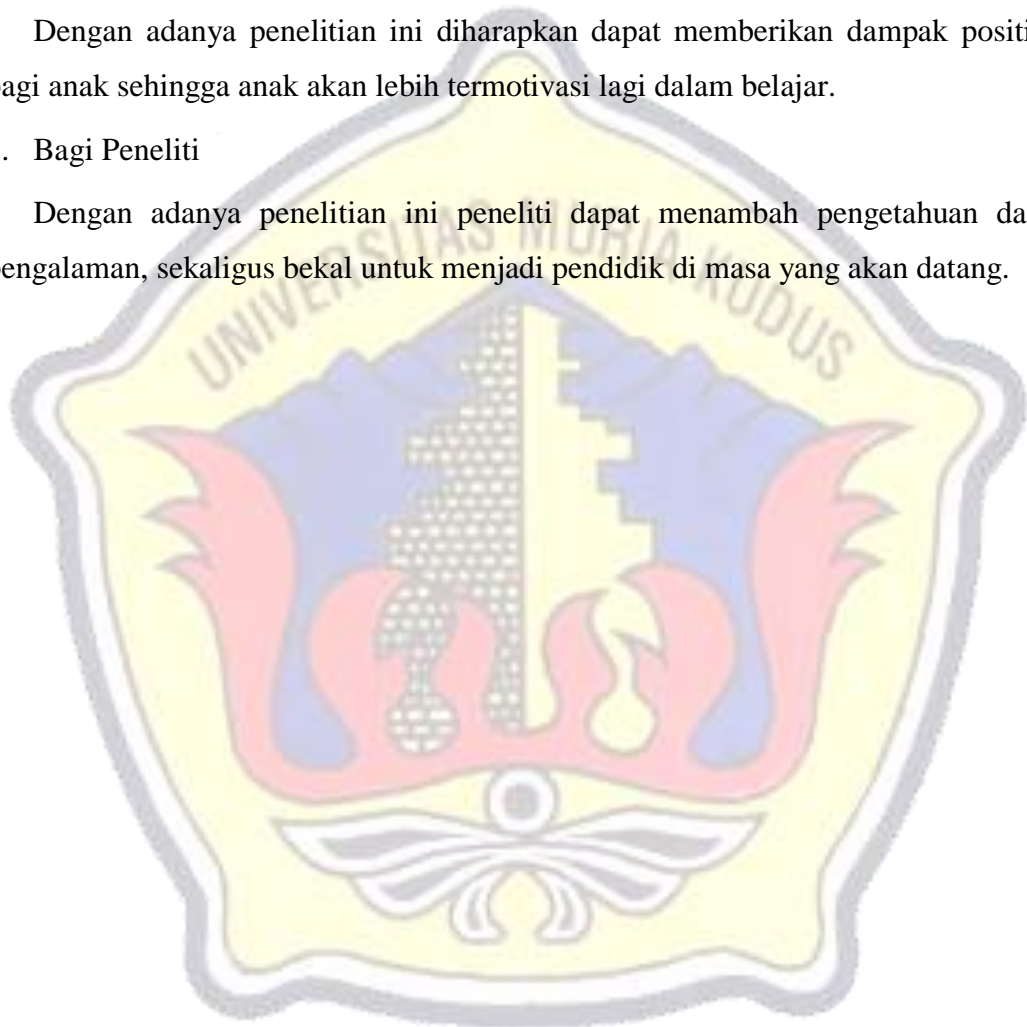 Dengan adanya penelitian ini diharapkan dapat memberikan dampak positi
bagi anak sehingga anak akan lebih termotivasi lagi dalam belajar.
. Bagi Peneliti
Dengan adanya penelitian ini peneliti dapat menambah pengetahuan da
pengalaman, sekaligus bekal untuk menjadi pendidik di masa yang akan datang.
UNIVERSITAS MURIA KUDUS